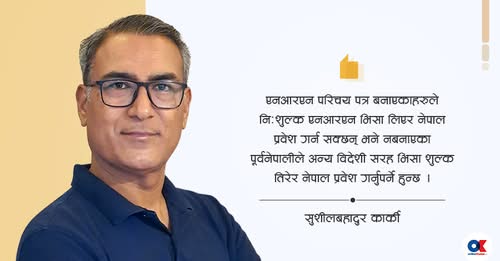 एनआरएन परिचय पत्र बनाएकाहरुले
नि:शुल्क एनआरएन भिसा लिएर नेपाल
प्रवेश गर्न सक्छन् भने नबनाएका
पूर्वनेपालीले अन्य विदेशी सरह भिसा शुल्क
तिरेर नेपाल प्रवेश गर्नुपर्ने हुन्छ ।
सुशीलबहादुर कार्की
OK